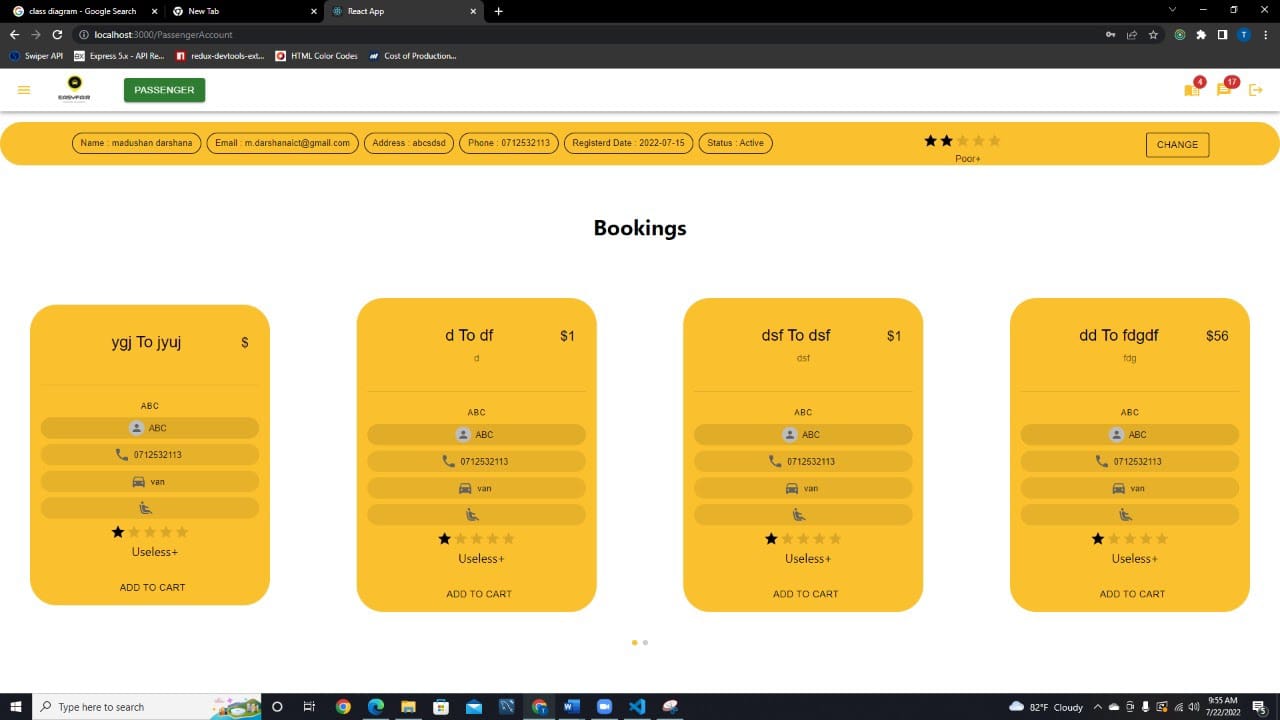 class diagram - Google Search
New Tab
React App
localhost:3000/PassengerAccount
Swiper API
Express 5.x - API Re...
redux-devtools-ext...
HTML Color Codes
Cost of Production...
EASYFAIR
PASSENGER
4
17
Name : madushan darshana
Email : m.darshanaict@gmail.com
Address : abcsdsd
Phone : 0712532113
Registerd Date : 2022-07-15
Status : Active
Poor+
CHANGE
Bookings
ygj To jyuj $
ABC
ABC
0712532113
van
Useless+
ADD TO CART
d To df $1
d
ABC
ABC
0712532113
van
Useless+
ADD TO CART
dsf To dsf $1
dsf
ABC
ABC
0712532113
van
Useless+
ADD TO CART
dd To fdgdf $56
fdg
ABC
ABC
0712532113
van
Useless+
ADD TO CART
Type here to search
82°F Cloudy
9:55 AM
7/22/2022